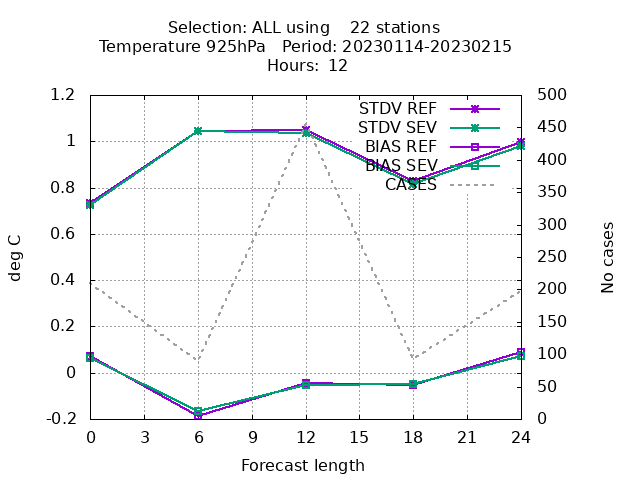 Selection: ALL using    22 stations
Temperature 925hPa   Period: 20230114-20230215
Hours:  12
STDV REF
STDV SEV
BIAS REF
BIAS SEV
CASES
deg C
1.2
1
0.8
0.6
0.4
0.2
0
-0.2
500
450
400
350
300
250
200
150
100
50
0
No cases
0 3 6 9 12 15 18 21 24
Forecast length